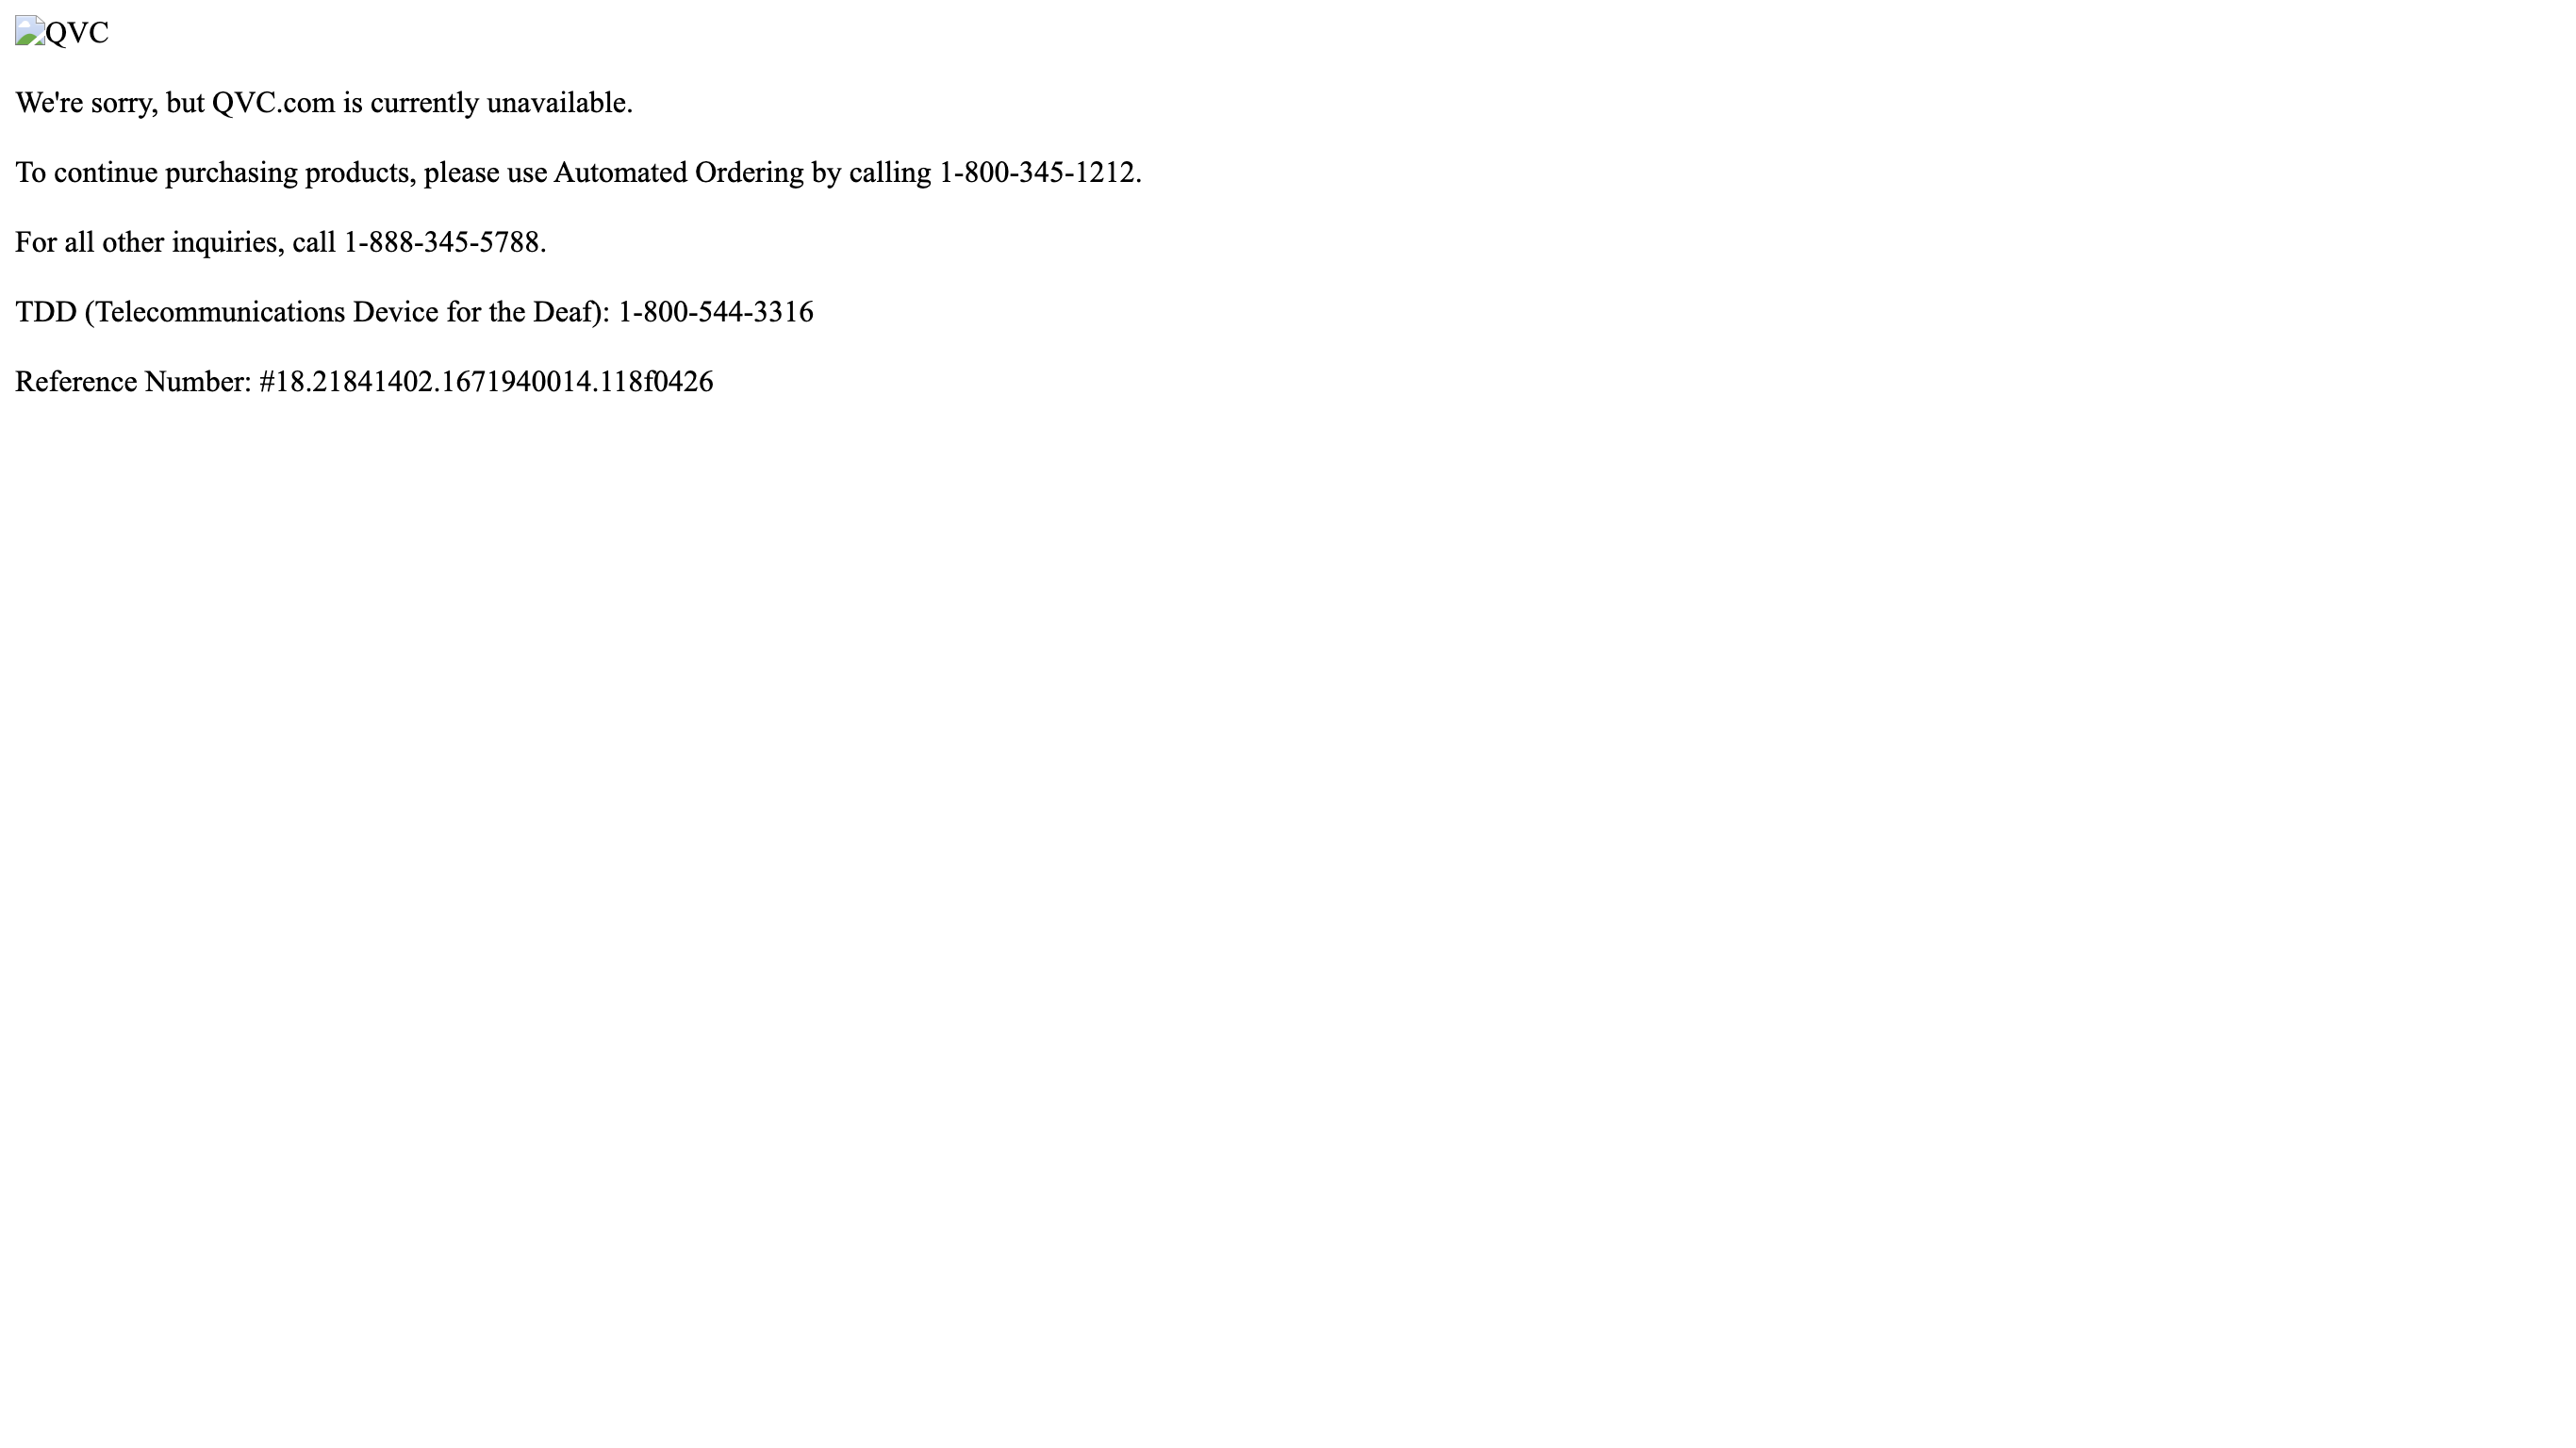 QVC
We're sorry, but QVC.com is currently unavailable.
To continue purchasing products, please use Automated Ordering by calling 1-800-345-1212.
For all other inquiries, call 1-888-345-5788.
TDD (Telecommunications Device for the Deaf): 1-800-544-3316
Reference Number: #18.21841402.1671940014.118f0426